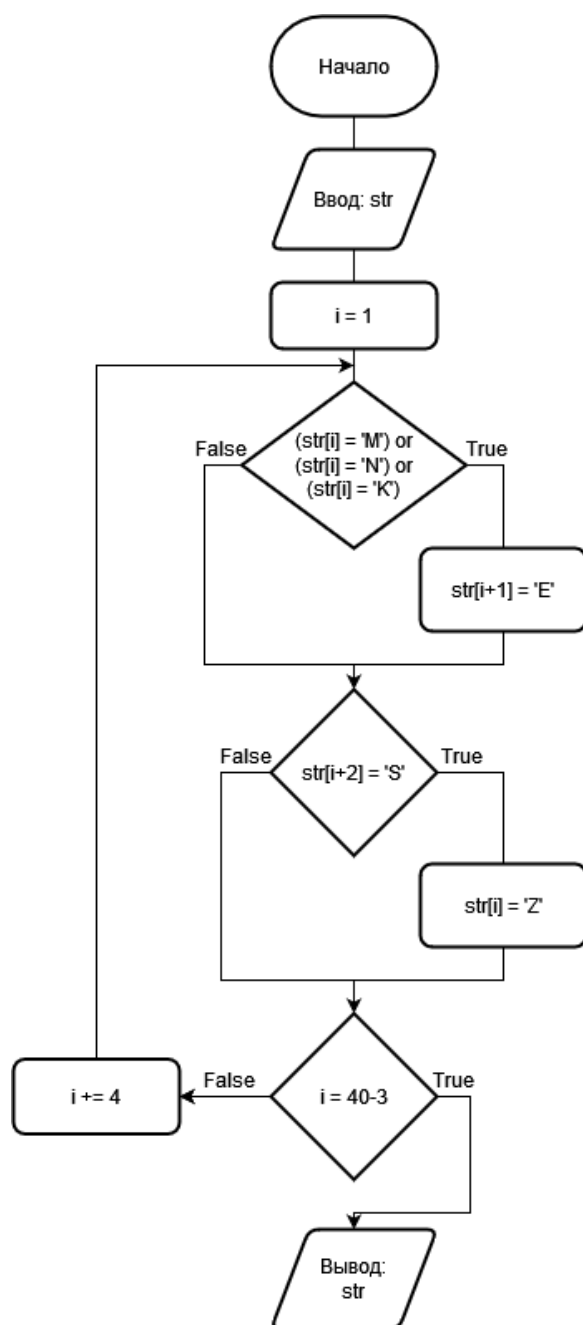 Начало
Ввод: str
i = 1
False
(str[i] = 'M') or
(str[i] = 'N') or
(str[i] = 'K')
True
str[i+1] = 'E'
False
str[i+2] = 'S'
True
str[i] = 'Z'
i += 4
False
i = 40-3
True
Вывод:
str